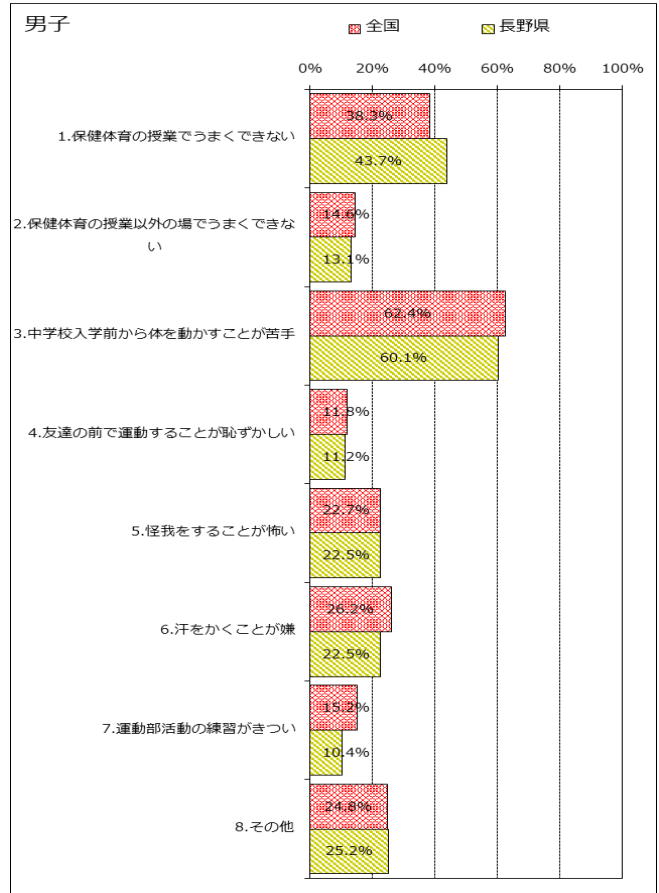 男子
全国 長野県
0% 20% 40% 60% 80% 100%
1.保健体育の授業でうまくできない
38.3%
43.7%
2.保健体育の授業以外の場でうまくできな
い
14.6%
13.1%
3.中学校入学前から体を動かすことが苦手
62.4%
60.1%
4.友達の前で運動することが恥ずかしい
11.8%
11.2%
5.怪我をすることが怖い
22.7%
22.5%
6.汗をかくことが嫌
26.2%
22.5%
7.運動部活動の練習がきつい
15.2%
10.4%
8.その他
24.8%
25.2%